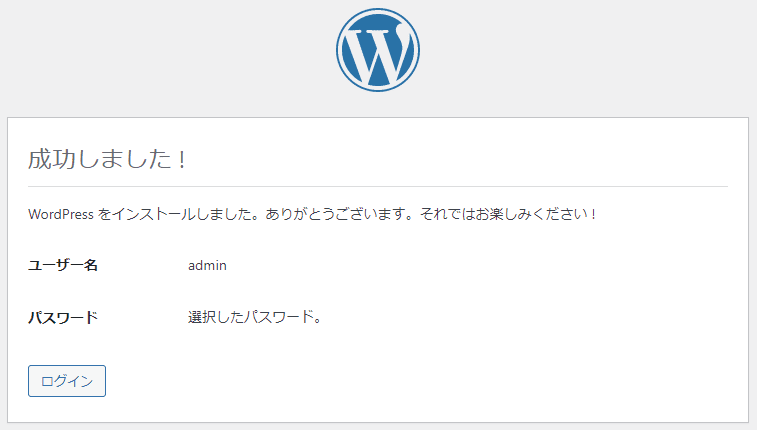 成功しました !
WordPress をインストールしました。ありがとうございます。それではお楽しみください !
ユーザー名 admin
パスワード 選択したパスワード。
ログイン